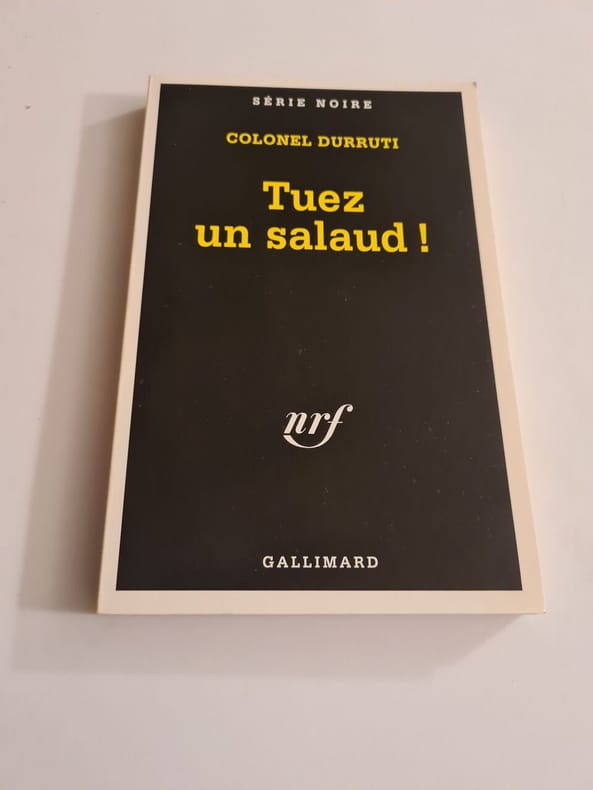 SÉRIE NOIRE
COLONEL DURRUTI
Tuez
un salaud !
nrf
GALLIMARD